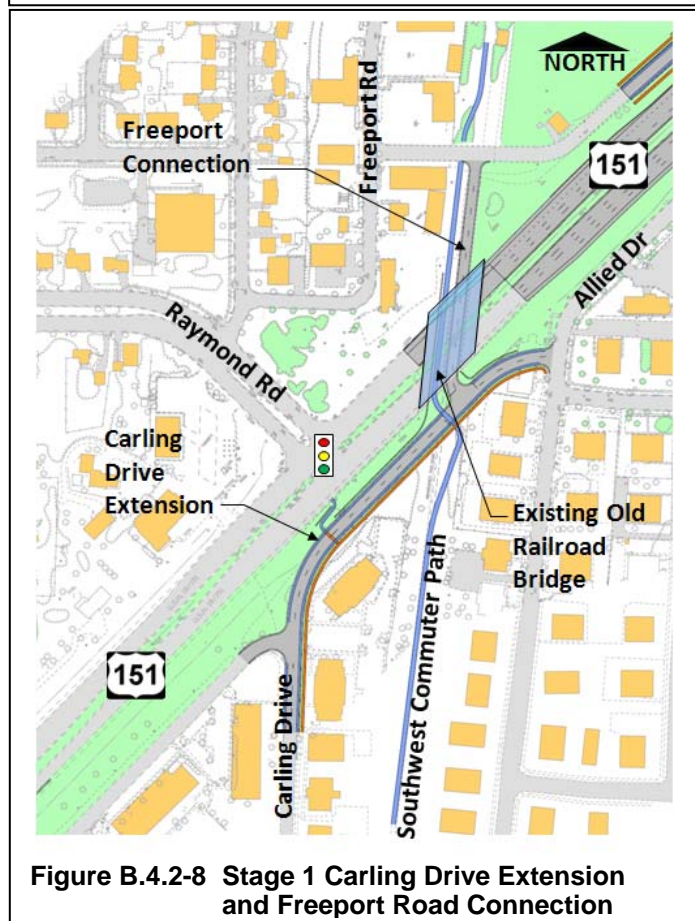 NORTH
Freeport
Connection
Freeport Rd
151
Allied Dr
Raymond Rd
Carling
Drive
Extension
Existing Old
Railroad
Bridge
151
Carling Drive
Southwest Commuter Path
Figure B.4.2-8 Stage 1 Carling Drive Extension
and Freeport Road Connection